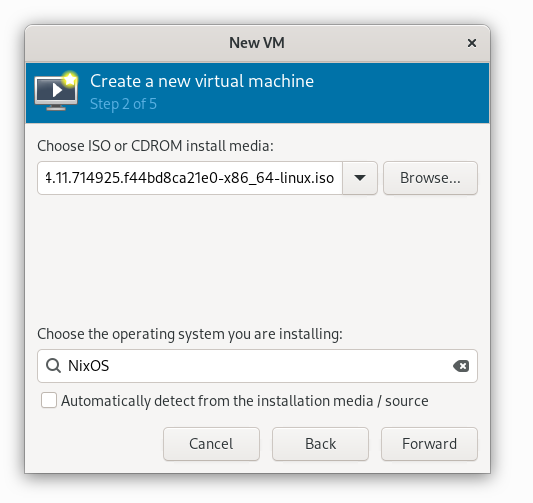 New VM
Create a new virtual machine
Step 2 of 5
Choose ISO or CDROM install media:
.11.714925.f44bd8ca21e0-x86_64-linux.iso
Browse...
Choose the operating system you are installing:
NixOS
Automatically detect from the installation media / source
Cancel
Back
Forward